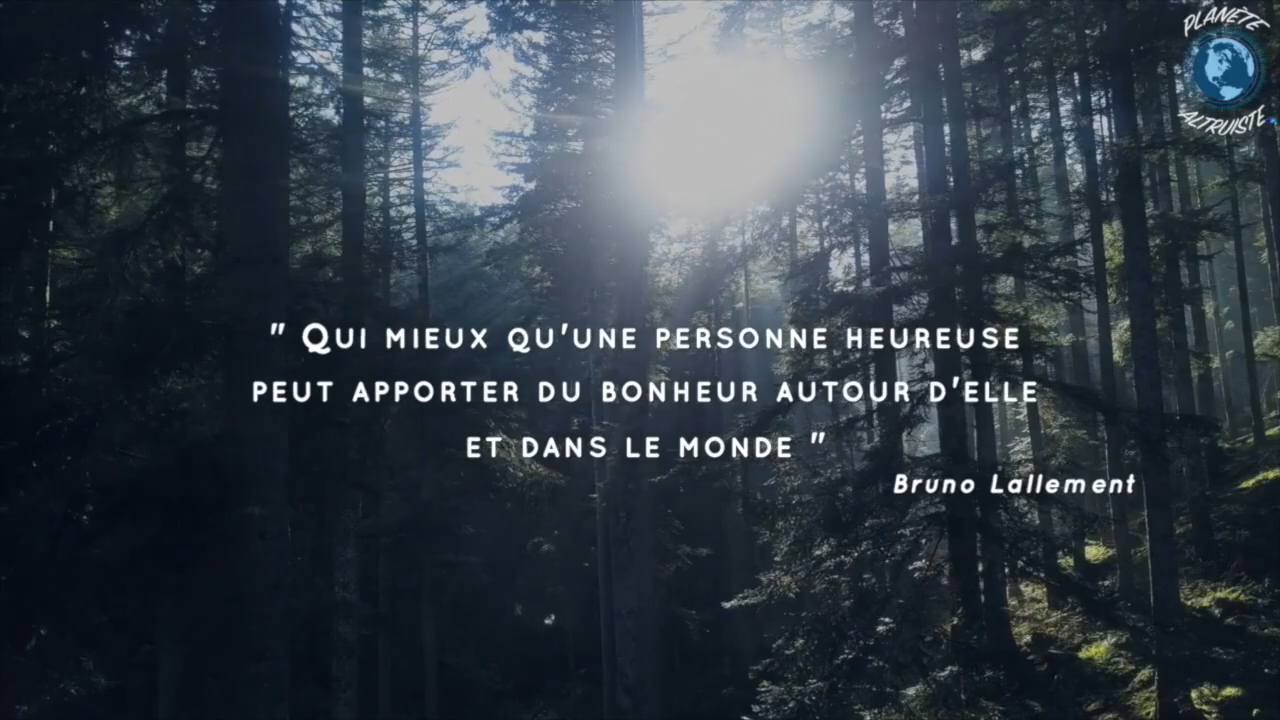 PLANÈTE
ALTRUISTE
" QUI MIEUX QU'UNE PERSONNE HEUREUSE
PEUT APPORTER DU BONHEUR AUTOUR D'ELLE
ET DANS LE MONDE "
Bruno Lallement